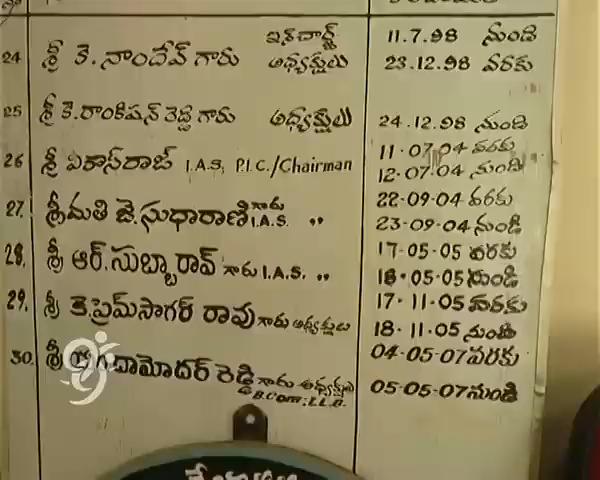 ఇన్‌చార్జ్
24 శ్రీ కె. నాందేవ్ గారు అధ్యక్షులు 11.7.98 నుండి
23.12.98 వరకు
25 శ్రీ కె. రాంకిషన్ రెడ్డి గారు అధ్యక్షులు 24.12.98 నుండి
11.07.04 వరకు
26 శ్రీ వికాస్‌రాజ్ I.A.S, P.I.C./Chairman 12.07.04 నుండి
22-09-04 వరకు
27. శ్రీమతి జె. సుధారాణి గారు I.A.S. ,, 23-09-04 నుండి
17-05-05 వరకు
28. శ్రీ ఆర్. సుబ్బారావ్ గారు I.A.S. ,, 18.05.05 నుండి
17.11.05 వరకు
29. శ్రీ కె. ప్రేమ్‌సాగర్ రావు గారు అధ్యక్షులు 18.11.05 నుండి
04-05-07 వరకు
30. శ్రీ దామోదర్ రెడ్డి గారు అధ్యక్షులు 05-05-07 నుండి
B.Com; LL.B.